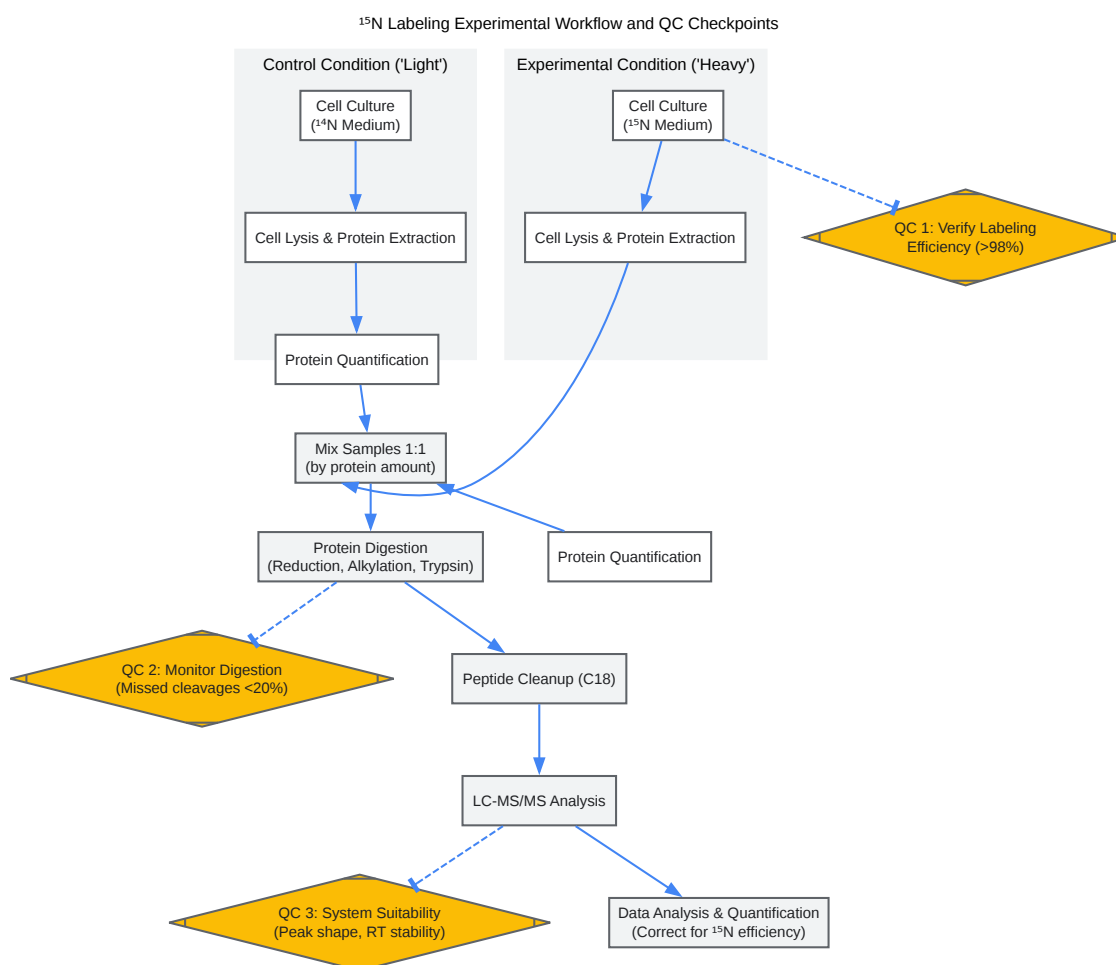 ¹⁵N Labeling Experimental Workflow and QC Checkpoints
Control Condition ('Light')
Experimental Condition ('Heavy')
Cell Culture
(¹⁴N Medium)
Cell Culture
(¹⁵N Medium)
Cell Lysis & Protein Extraction
Cell Lysis & Protein Extraction
QC 1: Verify Labeling
Efficiency (>98%)
Protein Quantification
Mix Samples 1:1
(by protein amount)
Protein Digestion
(Reduction, Alkylation, Trypsin)
Protein Quantification
QC 2: Monitor Digestion
(Missed cleavages <20%)
Peptide Cleanup (C18)
LC-MS/MS Analysis
QC 3: System Suitability
(Peak shape, RT stability)
Data Analysis & Quantification
(Correct for ¹⁵N efficiency)